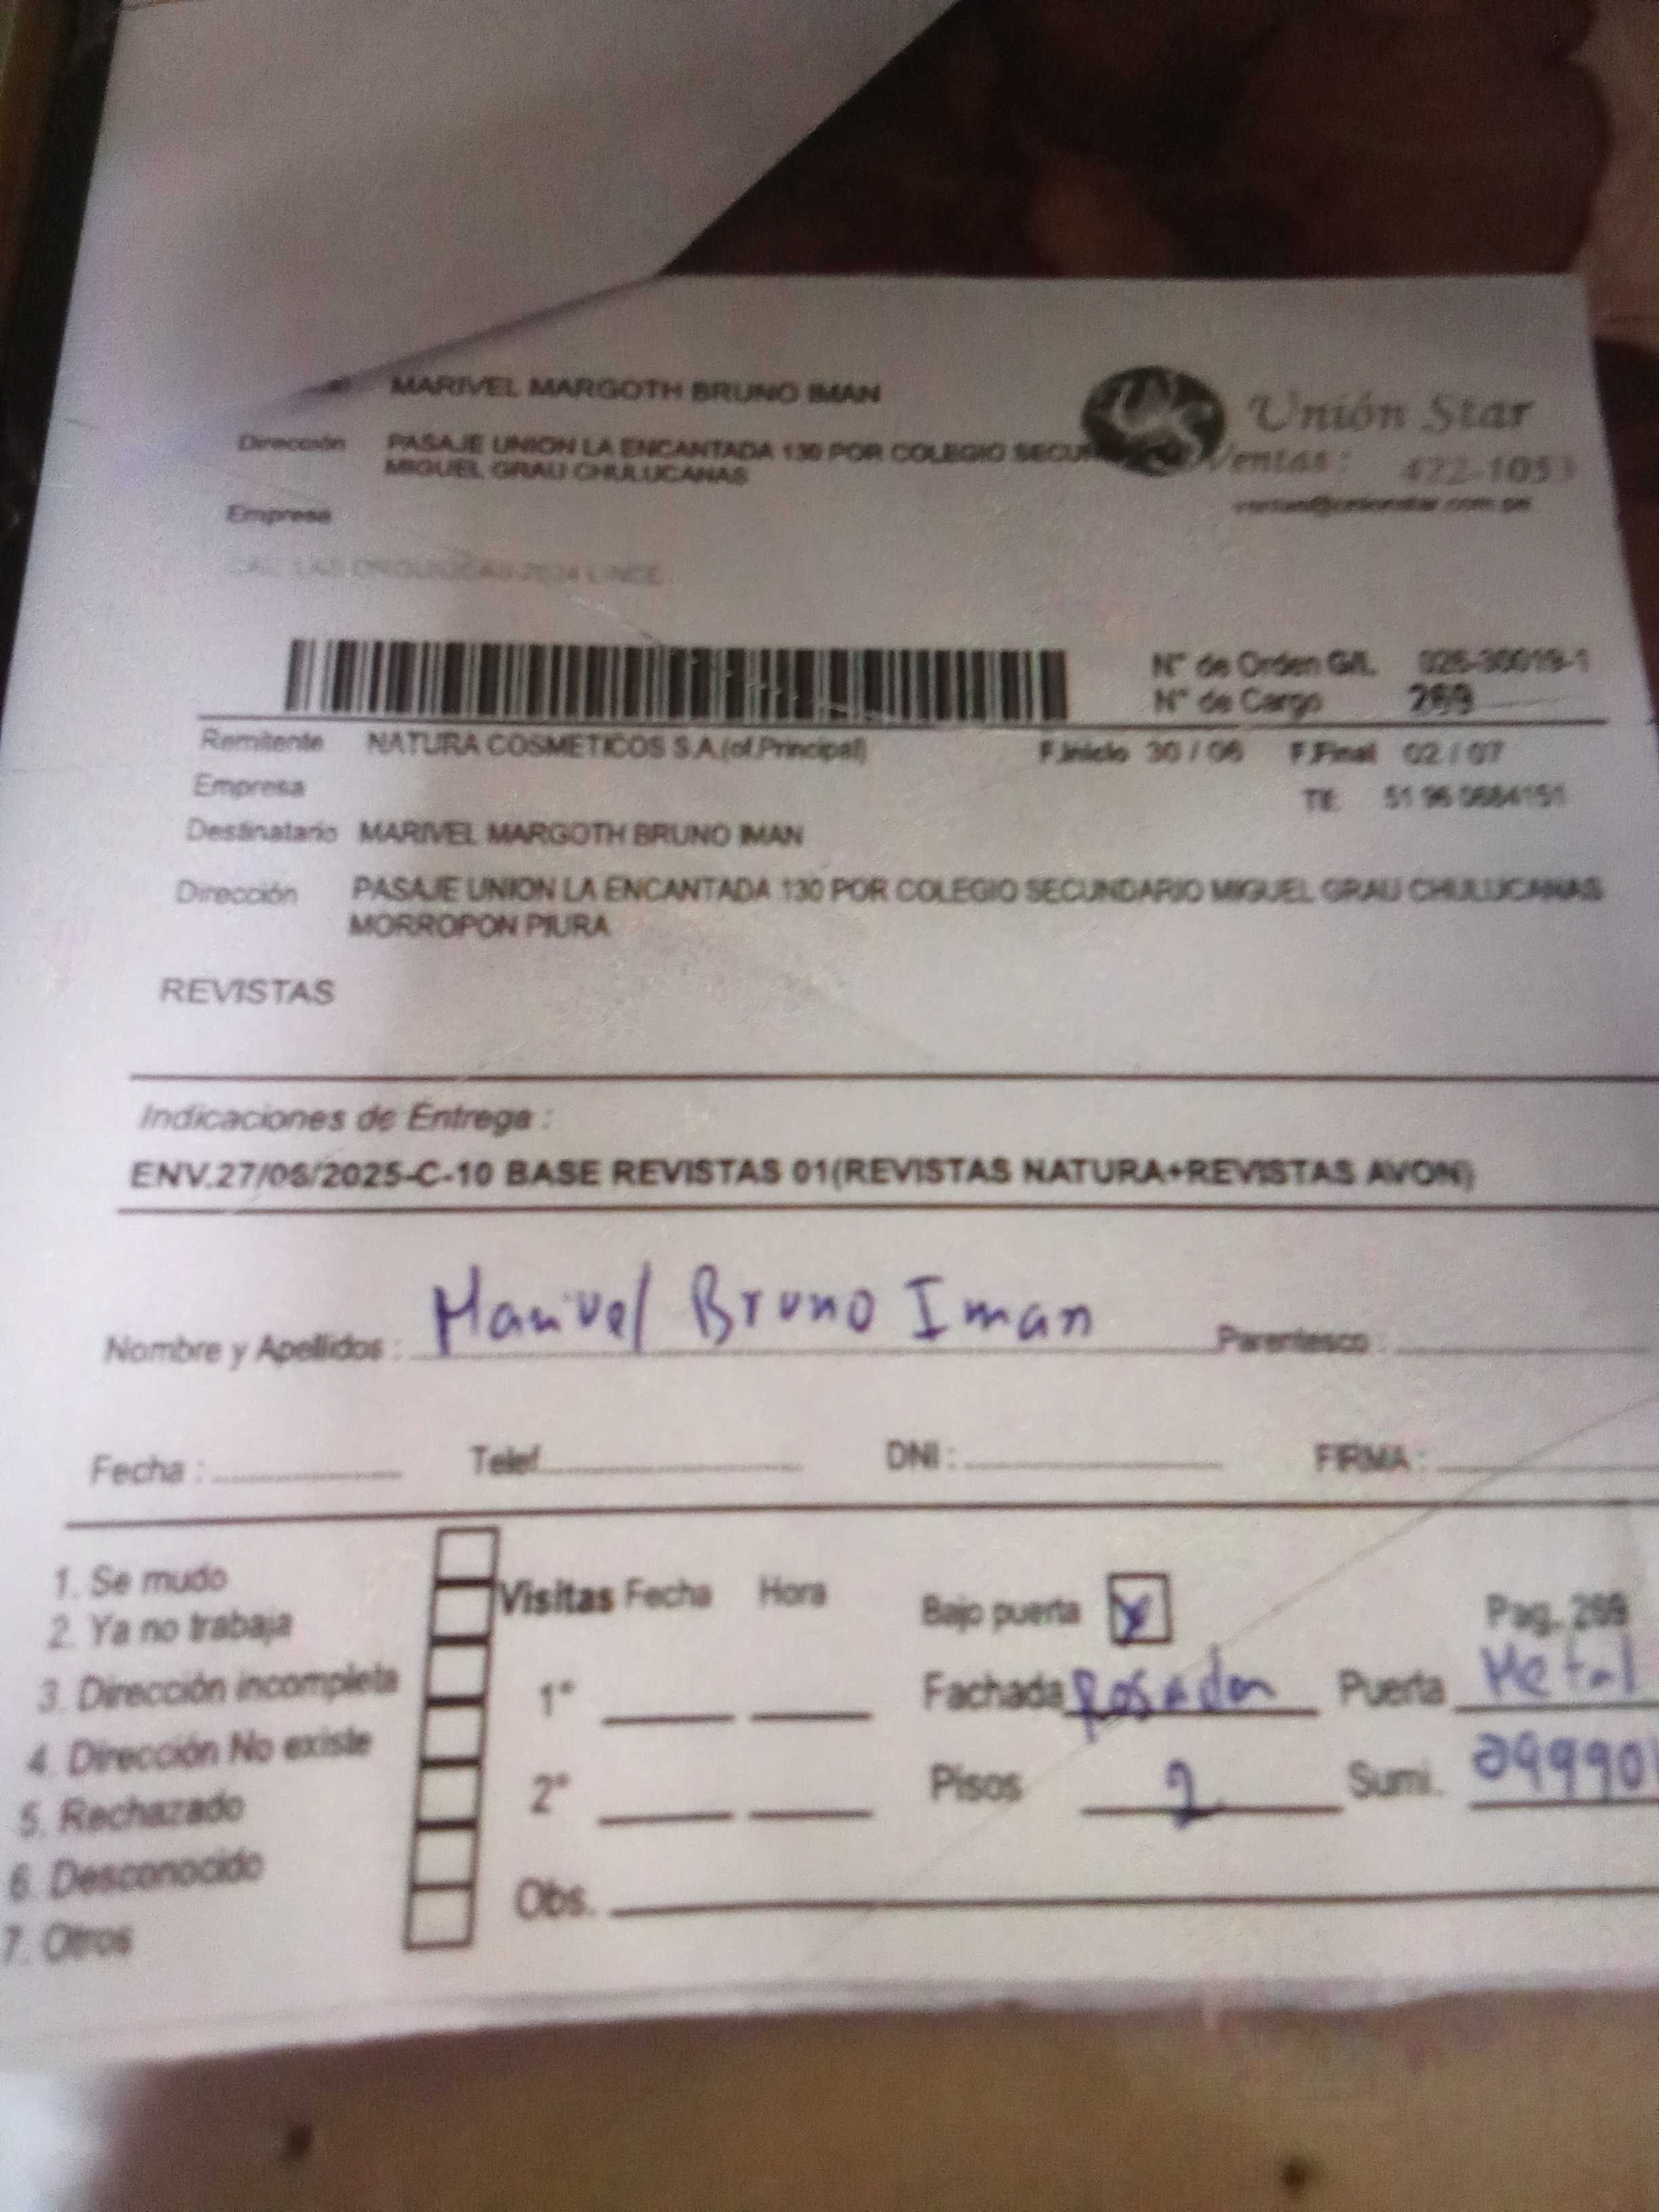 MARIVEL MARGOTH BRUNO IMAN
Unión Star
Dirección PASAJE UNION LA ENCANTADA 130 POR COLEGIO
MIGUEL GRAU CHULUCANAS
Ventas: 422-1053
Empresa
N° de Orden G/L 026-30019-1
N° de Cargo 269
Remitente NATURA COSMETICOS S.A.(of.Principal) F.Inicio 30 / 06 F.Final 02 / 07
Empresa
Destinatario MARIVEL MARGOTH BRUNO IMAN
Dirección PASAJE UNION LA ENCANTADA 130 POR COLEGIO SECUNDARIO MIGUEL GRAU CHULUCANAS
MORROPON PIURA
REVISTAS
Indicaciones de Entrega :
ENV.27/06/2025-C-10 BASE REVISTAS 01(REVISTAS NATURA+REVISTAS AVON)
Nombre y Apellidos : Marivel Bruno Iman Parentesco :
Fecha : Telef. DNI : FIRMA :
1. Se mudo
2. Ya no trabaja
3. Dirección incompleta
4. Dirección No existe
5. Rechazado
6. Desconocido
7. Otros
Visitas Fecha Hora
1°
2°
Obs.
Bajo puerta x Pag. 269
Fachada Puerta Metal
Pisos 2 Sumi.